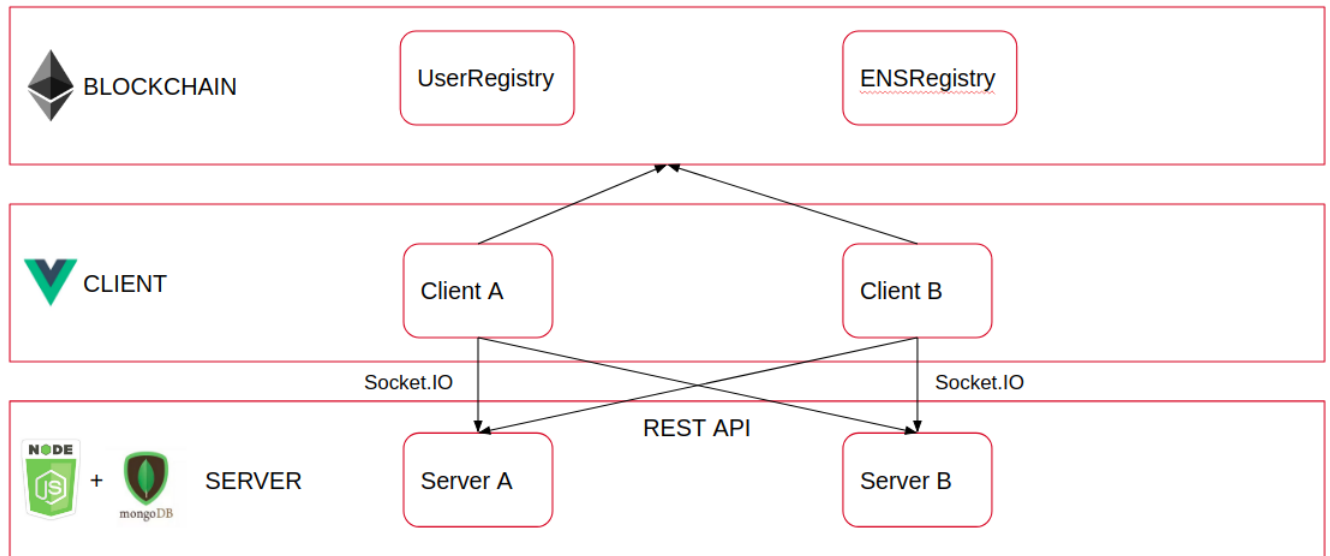 BLOCKCHAIN
UserRegistry
ENSRegistry
CLIENT
Client A
Client B
Socket.IO
Socket.IO
REST API
NODE
JS
+
mongoDB
SERVER
Server A
Server B